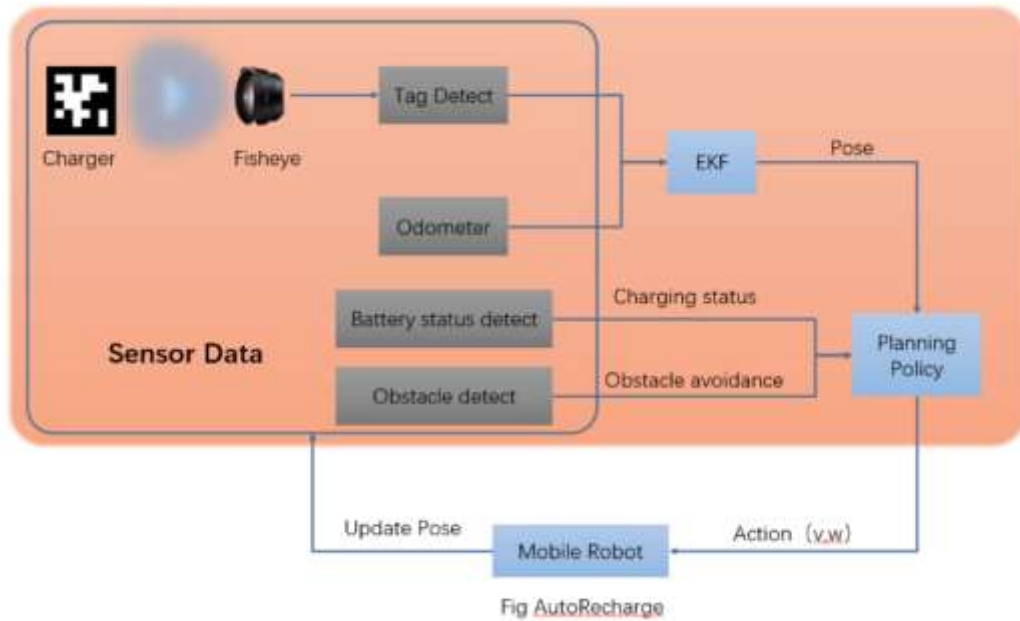 Charger
Fisheye
Tag Detect
Odometer
EKF
Pose
Battery status detect
Charging status
Sensor Data
Obstacle detect
Obstacle avoidance
Planning
Policy
Update Pose
Mobile Robot
Action（v,w）
Fig AutoRecharge